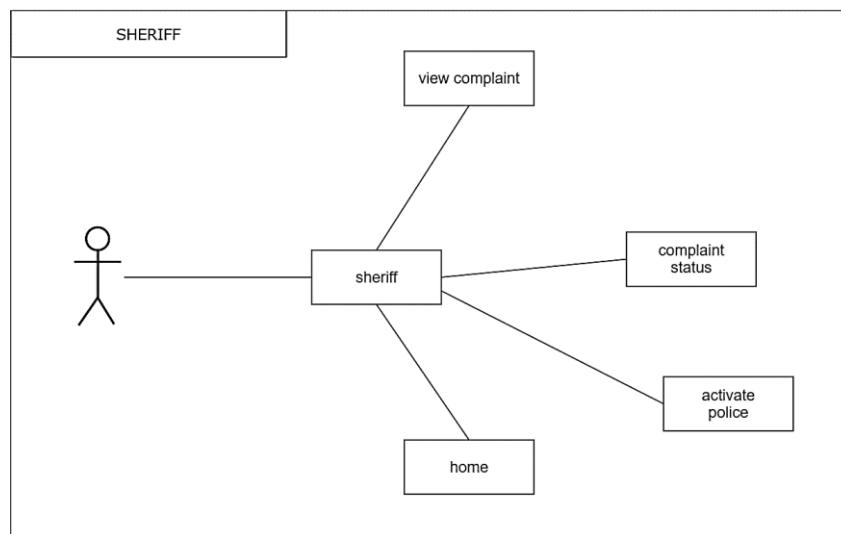 SHERIFF
view complaint
complaint
status
sheriff
activate
police
home